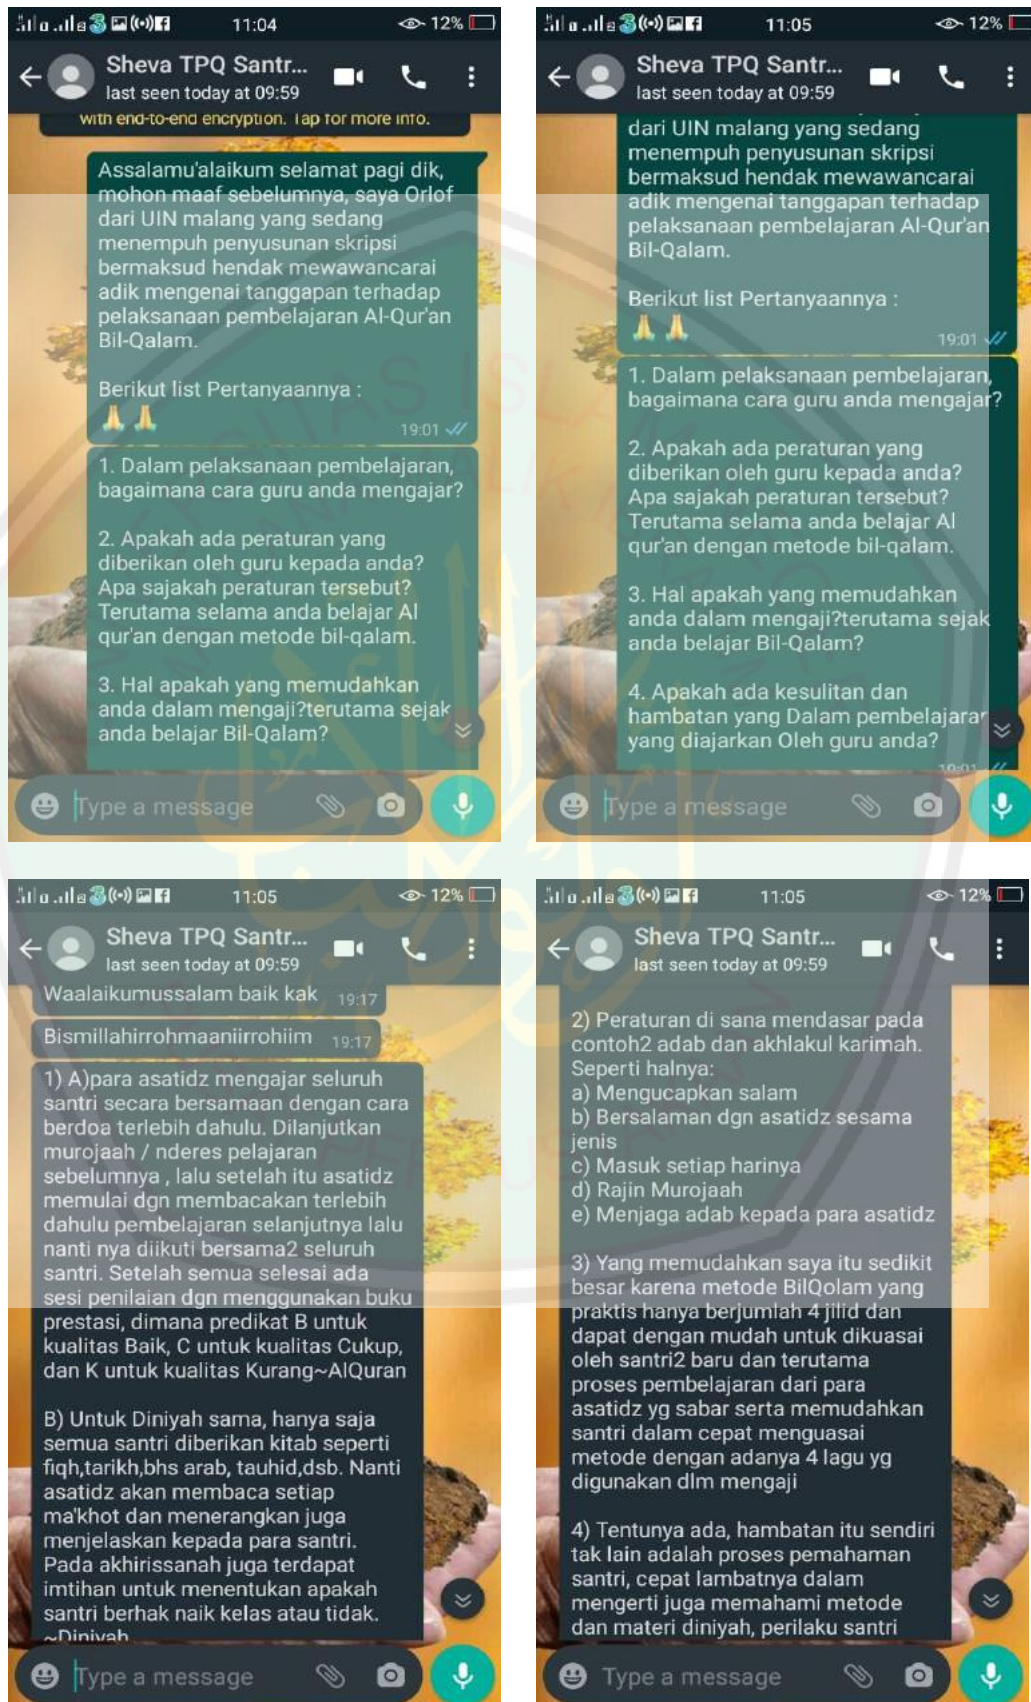 11:04
12%
Sheva TPQ Santr...
last seen today at 09:59
with end-to-end encryption. Tap for more info.
Assalamu'alaikum selamat pagi dik,
mohon maaf sebelumnya, saya Orlof
dari UIN malang yang sedang
menempuh penyusunan skripsi
bermaksud hendak mewawancarai
adik mengenai tanggapan terhadap
pelaksanaan pembelajaran Al-Qur'an
Bil-Qalam.
Berikut list Pertanyaannya :
🙏🙏
19:01
1. Dalam pelaksanaan pembelajaran,
bagaimana cara guru anda mengajar?
2. Apakah ada peraturan yang
diberikan oleh guru kepada anda?
Apa sajakah peraturan tersebut?
Terutama selama anda belajar Al
qur'an dengan metode bil-qalam.
3. Hal apakah yang memudahkan
anda dalam mengaji?terutama sejak
anda belajar Bil-Qalam?
Type a message
11:05
12%
Sheva TPQ Santr...
last seen today at 09:59
dari UIN malang yang sedang
menempuh penyusunan skripsi
bermaksud hendak mewawancarai
adik mengenai tanggapan terhadap
pelaksanaan pembelajaran Al-Qur'an
Bil-Qalam.
Berikut list Pertanyaannya :
🙏🙏
19:01
1. Dalam pelaksanaan pembelajaran,
bagaimana cara guru anda mengajar?
2. Apakah ada peraturan yang
diberikan oleh guru kepada anda?
Apa sajakah peraturan tersebut?
Terutama selama anda belajar Al
qur'an dengan metode bil-qalam.
3. Hal apakah yang memudahkan
anda dalam mengaji?terutama sejak
anda belajar Bil-Qalam?
4. Apakah ada kesulitan dan
hambatan yang Dalam pembelajaran
yang diajarkan Oleh guru anda?
19:01
Type a message
11:05
12%
Sheva TPQ Santr...
last seen today at 09:59
Waalaikumussalam baik kak 19:17
Bismillahirrohmaaniirrohiim 19:17
1) A)para asatidz mengajar seluruh
santri secara bersamaan dengan cara
berdoa terlebih dahulu. Dilanjutkan
murojaah / nderes pelajaran
sebelumnya , lalu setelah itu asatidz
memulai dgn membacakan terlebih
dahulu pembelajaran selanjutnya lalu
nanti nya diikuti bersama2 seluruh
santri. Setelah semua selesai ada
sesi penilaian dgn menggunakan buku
prestasi, dimana predikat B untuk
kualitas Baik, C untuk kualitas Cukup,
dan K untuk kualitas Kurang~AlQuran
B) Untuk Diniyah sama, hanya saja
semua santri diberikan kitab seperti
fiqh,tarikh,bhs arab, tauhid,dsb. Nanti
asatidz akan membaca setiap
ma'khot dan menerangkan juga
menjelaskan kepada para santri.
Pada akhirissanah juga terdapat
imtihan untuk menentukan apakah
santri berhak naik kelas atau tidak.
~Diniyah
Type a message
11:05
12%
Sheva TPQ Santr...
last seen today at 09:59
2) Peraturan di sana mendasar pada
contoh2 adab dan akhlakul karimah.
Seperti halnya:
a) Mengucapkan salam
b) Bersalaman dgn asatidz sesama
jenis
c) Masuk setiap harinya
d) Rajin Murojaah
e) Menjaga adab kepada para asatidz
3) Yang memudahkan saya itu sedikit
besar karena metode BilQolam yang
praktis hanya berjumlah 4 jilid dan
dapat dengan mudah untuk dikuasai
oleh santri2 baru dan terutama
proses pembelajaran dari para
asatidz yg sabar serta memudahkan
santri dalam cepat menguasai
metode dengan adanya 4 lagu yg
digunakan dlm mengaji
4) Tentunya ada, hambatan itu sendiri
tak lain adalah proses pemahaman
santri, cepat lambatnya dalam
mengerti juga memahami metode
dan materi diniyah, perilaku santri
Type a message